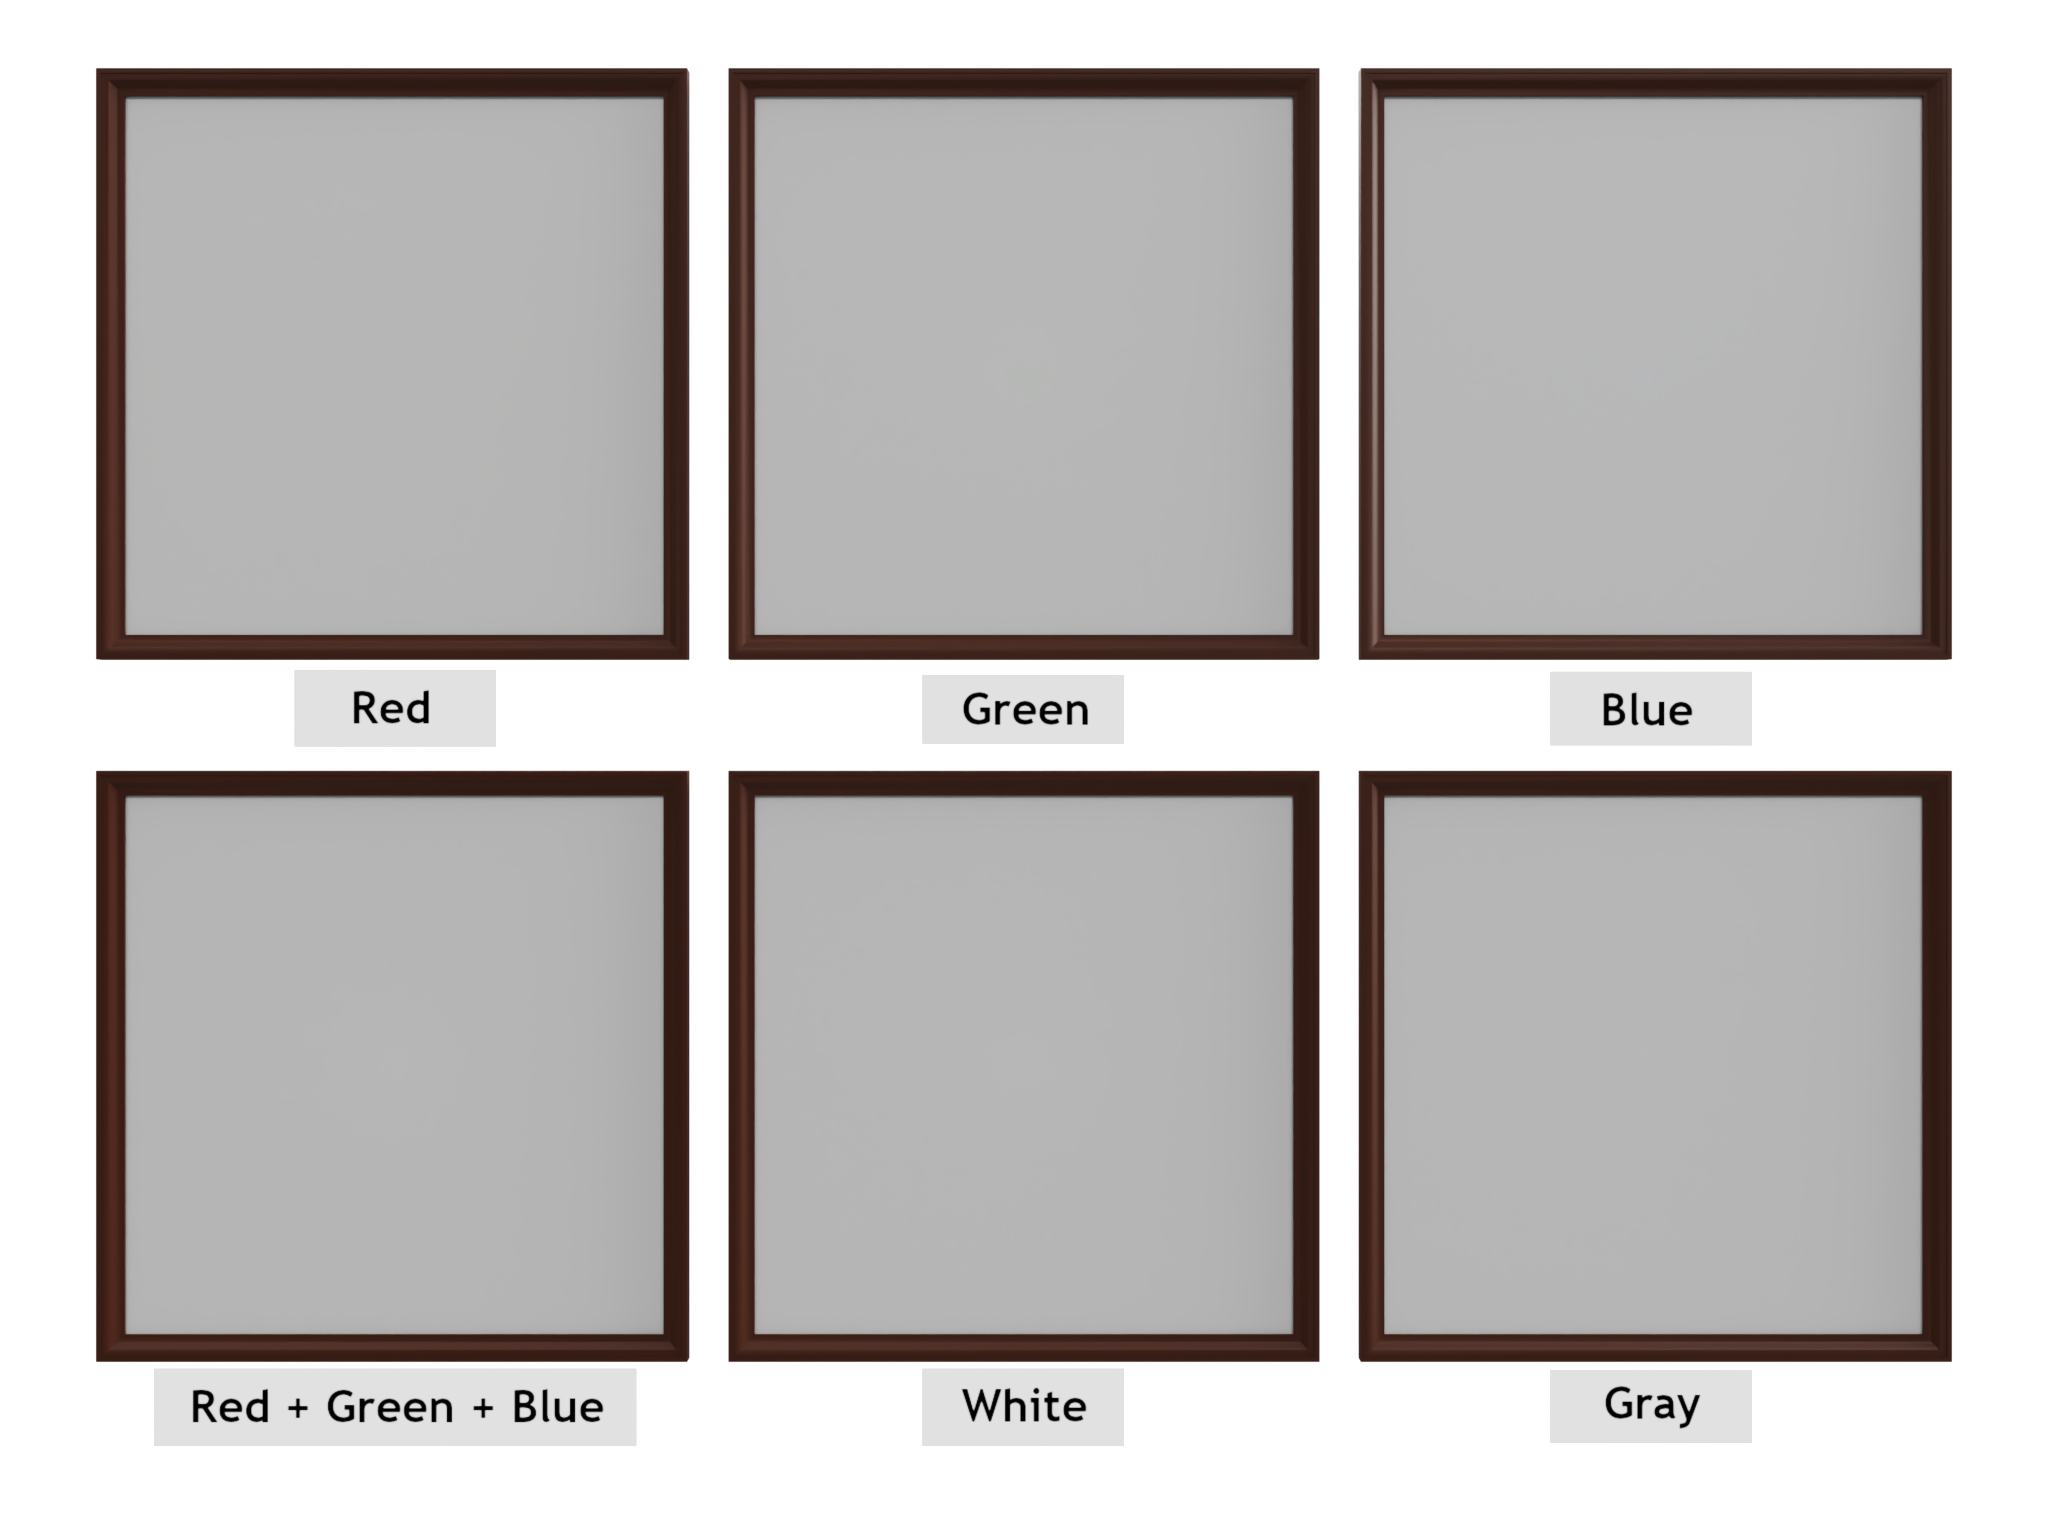 Red
Green
Blue
Red + Green + Blue
White
Gray